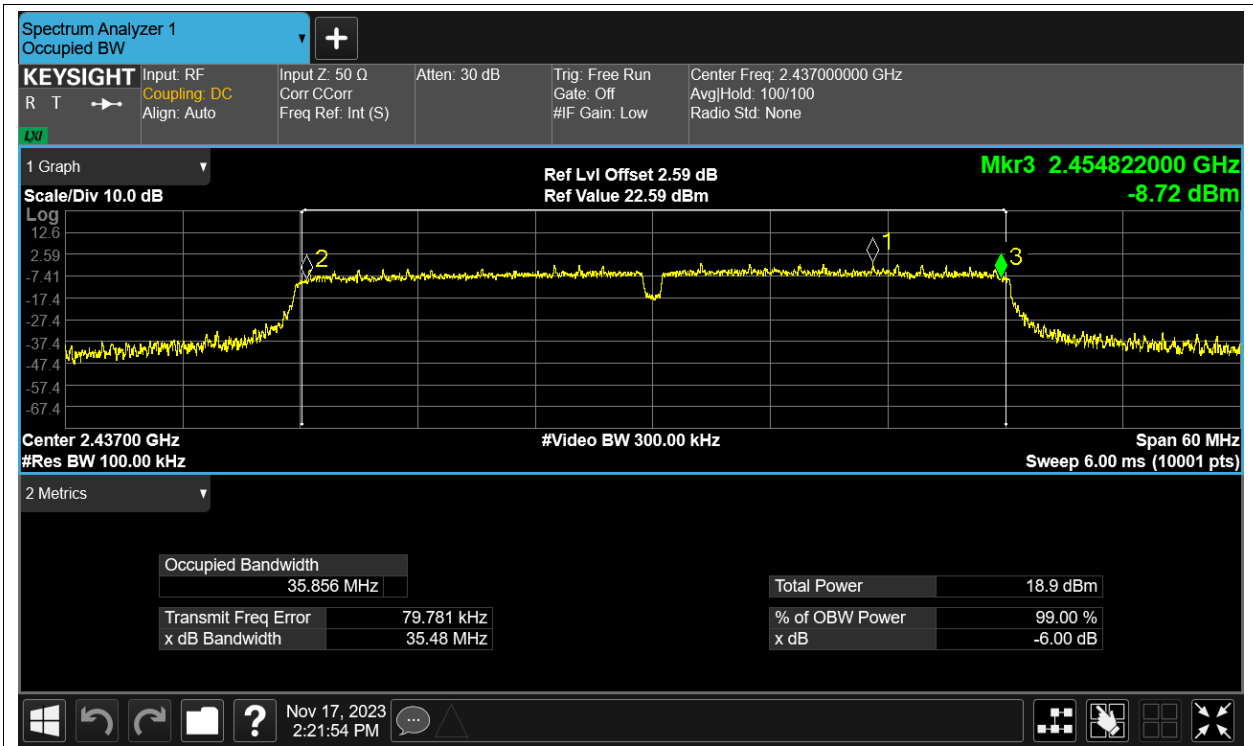 Spectrum Analyzer 1
Occupied BW
KEYSIGHT
R T
LXI
Input: RF
Coupling: DC
Align: Auto
Input Z: 50 Ω
Corr CCorr
Freq Ref: Int (S)
Atten: 30 dB
Trig: Free Run
Gate: Off
#IF Gain: Low
Center Freq: 2.437000000 GHz
Avg|Hold: 100/100
Radio Std: None
1 Graph
Scale/Div 10.0 dB
Ref Lvl Offset 2.59 dB
Ref Value 22.59 dBm
Mkr3 2.454822000 GHz
-8.72 dBm
Log
12.6
2.59
-7.41
-17.4
-27.4
-37.4
-47.4
-57.4
-67.4
2
1
3
Center 2.43700 GHz
#Res BW 100.00 kHz
#Video BW 300.00 kHz
Span 60 MHz
Sweep 6.00 ms (10001 pts)
2 Metrics
Occupied Bandwidth
35.856 MHz
Transmit Freq Error 79.781 kHz
x dB Bandwidth 35.48 MHz
Total Power 18.9 dBm
% of OBW Power 99.00 %
x dB -6.00 dB
?
Nov 17, 2023
2:21:54 PM